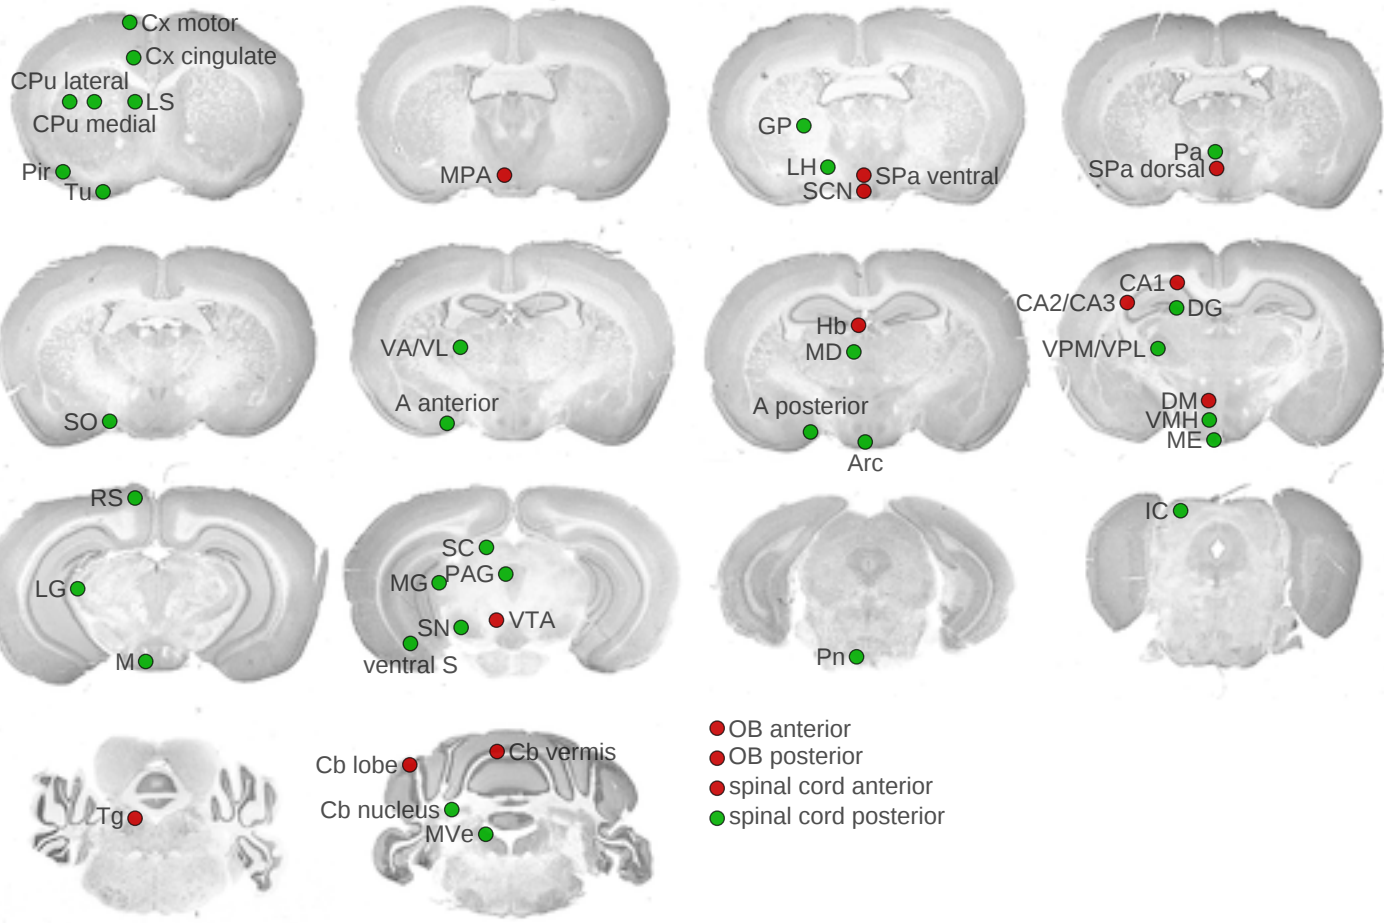 Cx motor
Cx cingulate
CPu lateral
LS
CPu medial
Pir
Tu
MPA
GP
LH
SPa ventral
SCN
Pa
SPa dorsal
SO
VA/VL
A anterior
Hb
MD
A posterior
Arc
CA1
CA2/CA3
DG
VPM/VPL
DM
VMH
ME
RS
LG
M
SC
MG
PAG
VTA
SN
ventral S
Pn
IC
Tg
Cb lobe
Cb vermis
Cb nucleus
MVe
OB anterior
OB posterior
spinal cord anterior
spinal cord posterior